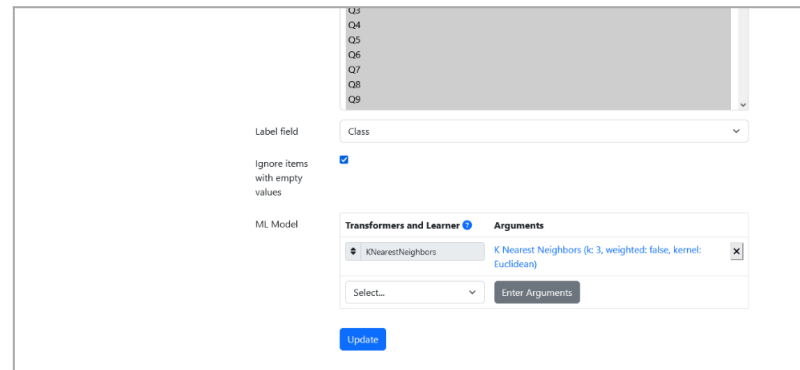 Q3
Q4
Q5
Q6
Q7
Q8
Q9
Label field
Class
Ignore items
with empty
values
ML Model
Transformers and Learner ?
Arguments
KNearestNeighbors
K Nearest Neighbors (k: 3, weighted: false, kernel:
Euclidean)
Select...
Enter Arguments
Update